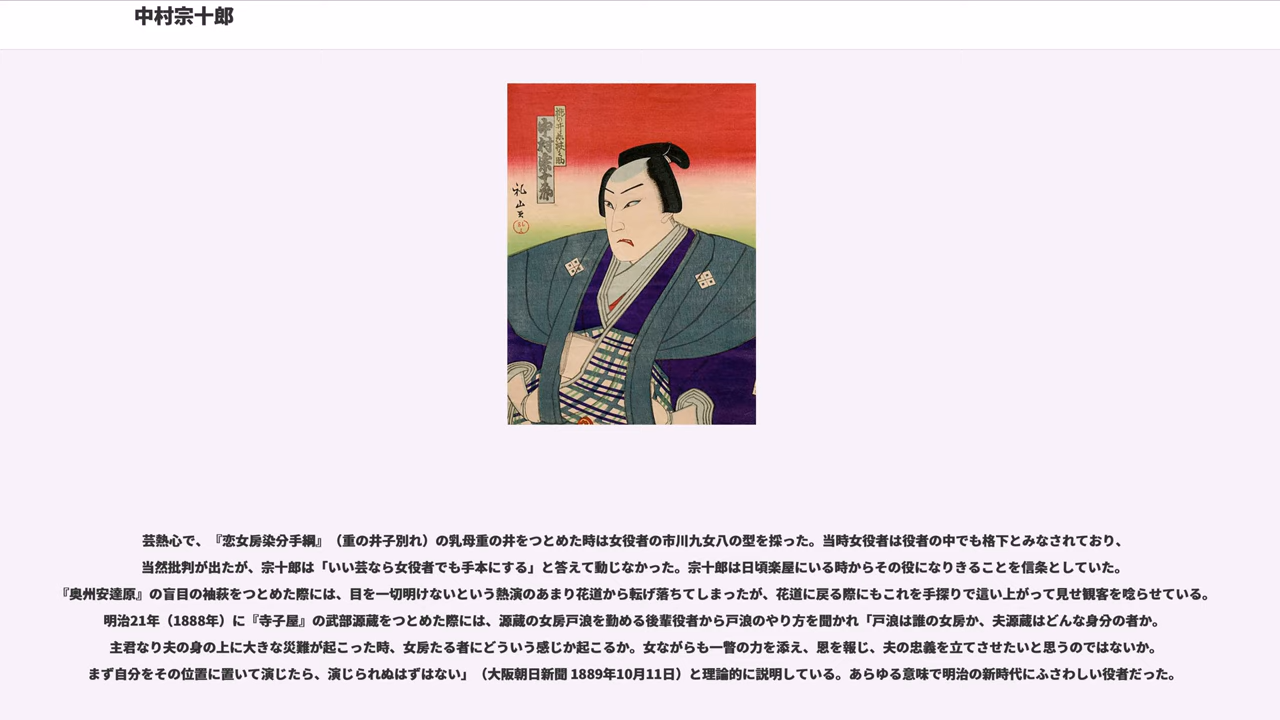 中村宗十郎
中村宗十郎
芸熱心で、『恋女房染分手綱』（重の井子別れ）の乳母重の井をつとめた時は女役者の市川九女八の型を採った。当時女役者は役者の中でも格下とみなされており、
当然批判が出たが、宗十郎は「いい芸なら女役者でも手本にする」と答えて動じなかった。宗十郎は日頃楽屋にいる時からその役になりきることを信条としていた。
『奥州安達原』の盲目の袖萩をつとめた際には、目を一切明けないという熱演のあまり花道から転げ落ちてしまったが、花道に戻る際にもこれを手探りで這い上がって見せ観客を唸らせている。
明治21年（1888年）に『寺子屋』の武部源蔵をつとめた際には、源蔵の女房戸浪を勤める後輩役者から戸浪のやり方を聞かれ「戸浪は誰の女房か、夫源蔵はどんな身分の者か。
主君なり夫の身の上に大きな災難が起こった時、女房たる者にどういう感じか起こるか。女ながらも一臂の力を添え、恩を報じ、夫の忠義を立てさせたいと思うのではないか。
まず自分をその位置に置いて演じたら、演じられぬはずはない」（大阪朝日新聞 1889年10月11日）と理論的に説明している。あらゆる意味で明治の新時代にふさわしい役者だった。